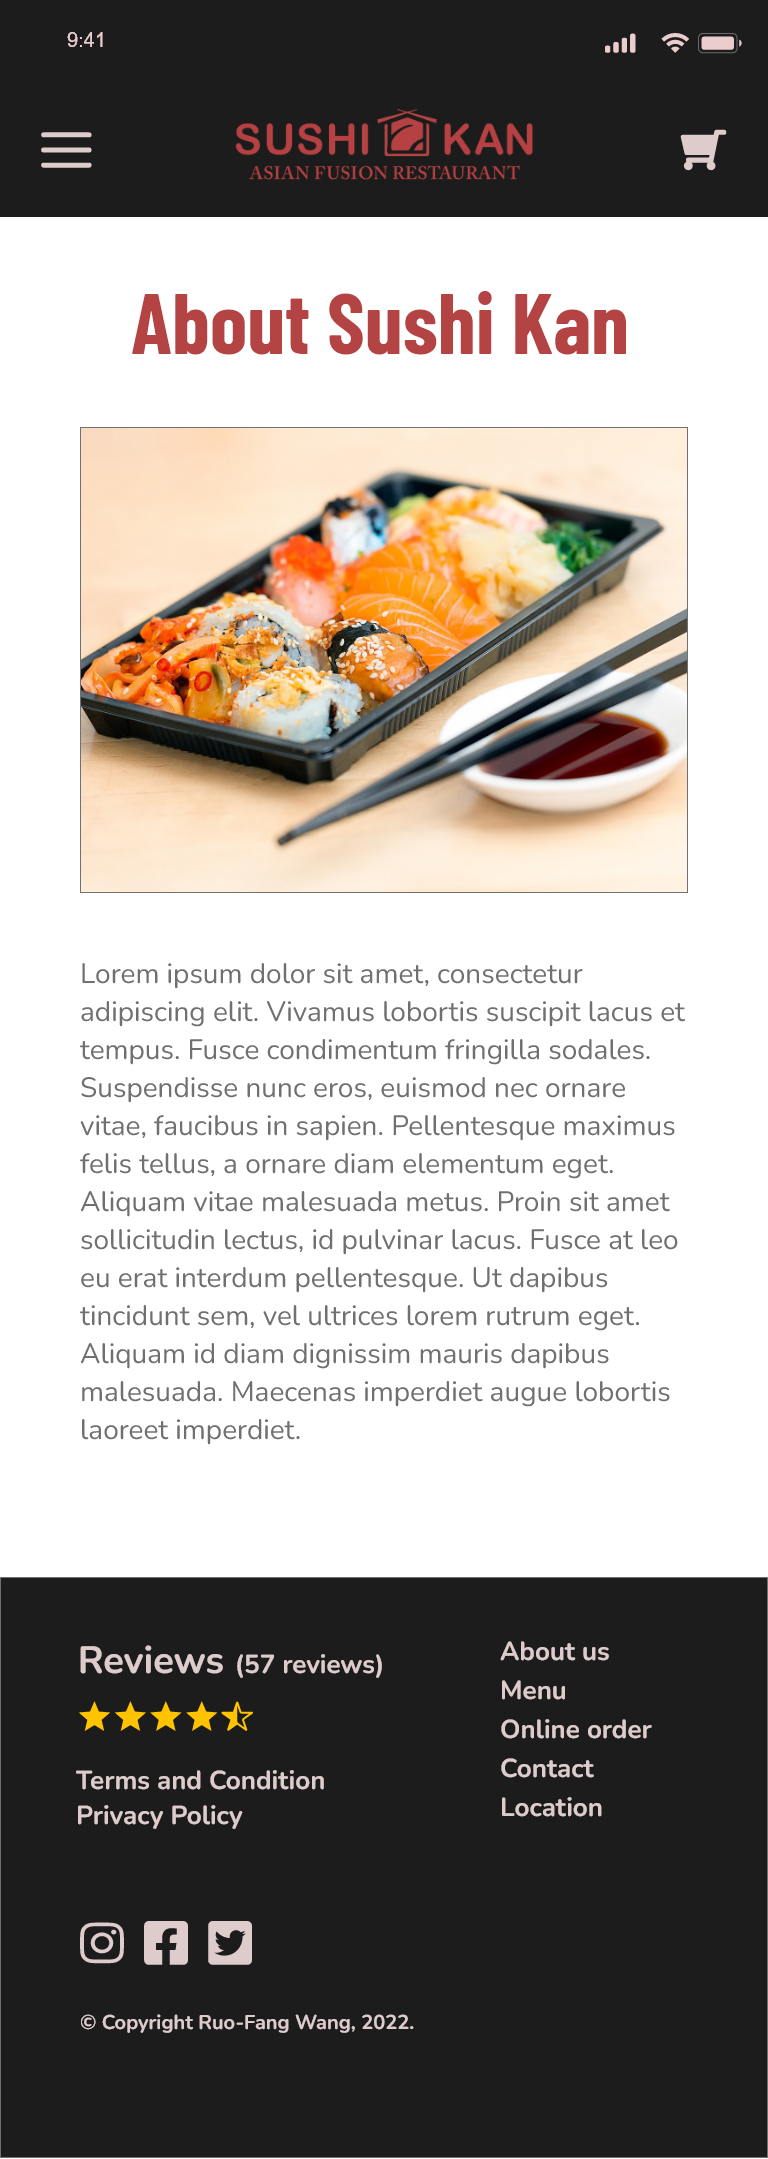 9:41
SUSHI KAN
ASIAN FUSION RESTAURANT
About Sushi Kan
Lorem ipsum dolor sit amet, consectetur
adipiscing elit. Vivamus lobortis suscipit lacus et
tempus. Fusce condimentum fringilla sodales.
Suspendisse nunc eros, euismod nec ornare
vitae, faucibus in sapien. Pellentesque maximus
felis tellus, a ornare diam elementum eget.
Aliquam vitae malesuada metus. Proin sit amet
sollicitudin lectus, id pulvinar lacus. Fusce at leo
eu erat interdum pellentesque. Ut dapibus
tincidunt sem, vel ultrices lorem rutrum eget.
Aliquam id diam dignissim mauris dapibus
malesuada. Maecenas imperdiet augue lobortis
laoreet imperdiet.
Reviews (57 reviews)
Terms and Condition
Privacy Policy
About us
Menu
Online order
Contact
Location
© Copyright Ruo-Fang Wang, 2022.